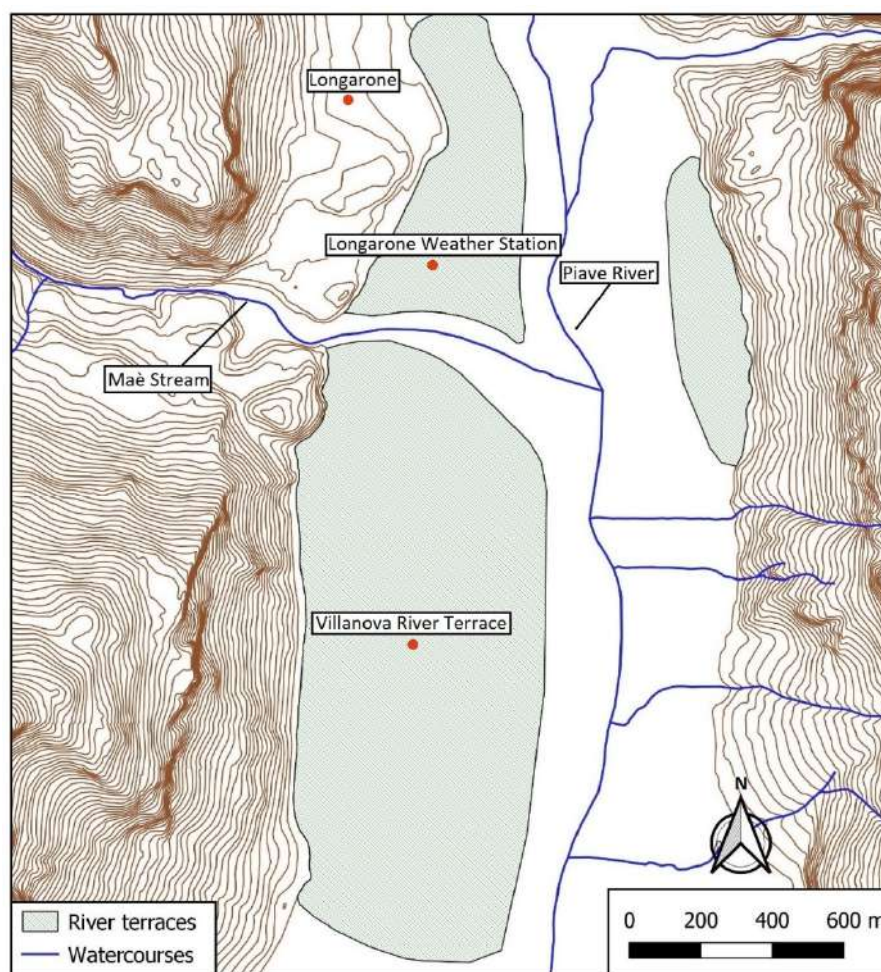 Longarone
Longarone Weather Station
Piave River
Maè Stream
Villanova River Terrace
N
River terraces
Watercourses
0 200 400 600 m